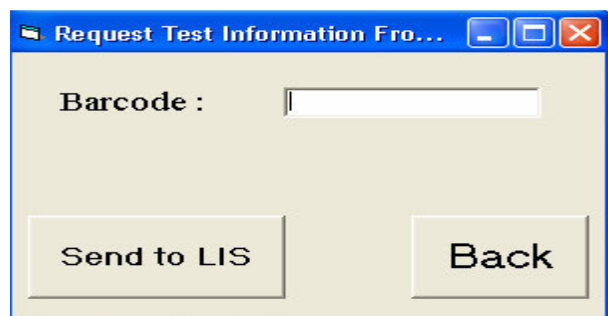 Request Test Information Fro...
Barcode :
Send to LIS
Back